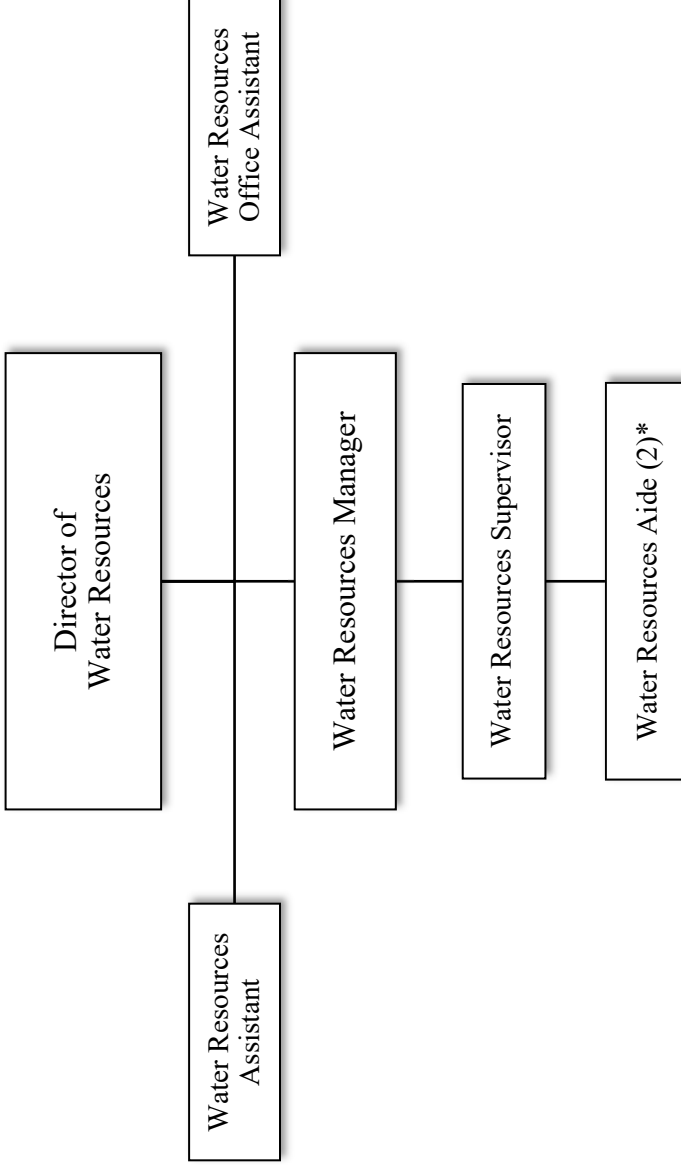 Director of
Water Resources
Water Resources
Assistant
Water Resources
Office Assistant
Water Resources Manager
Water Resources Supervisor
Water Resources Aide (2)*